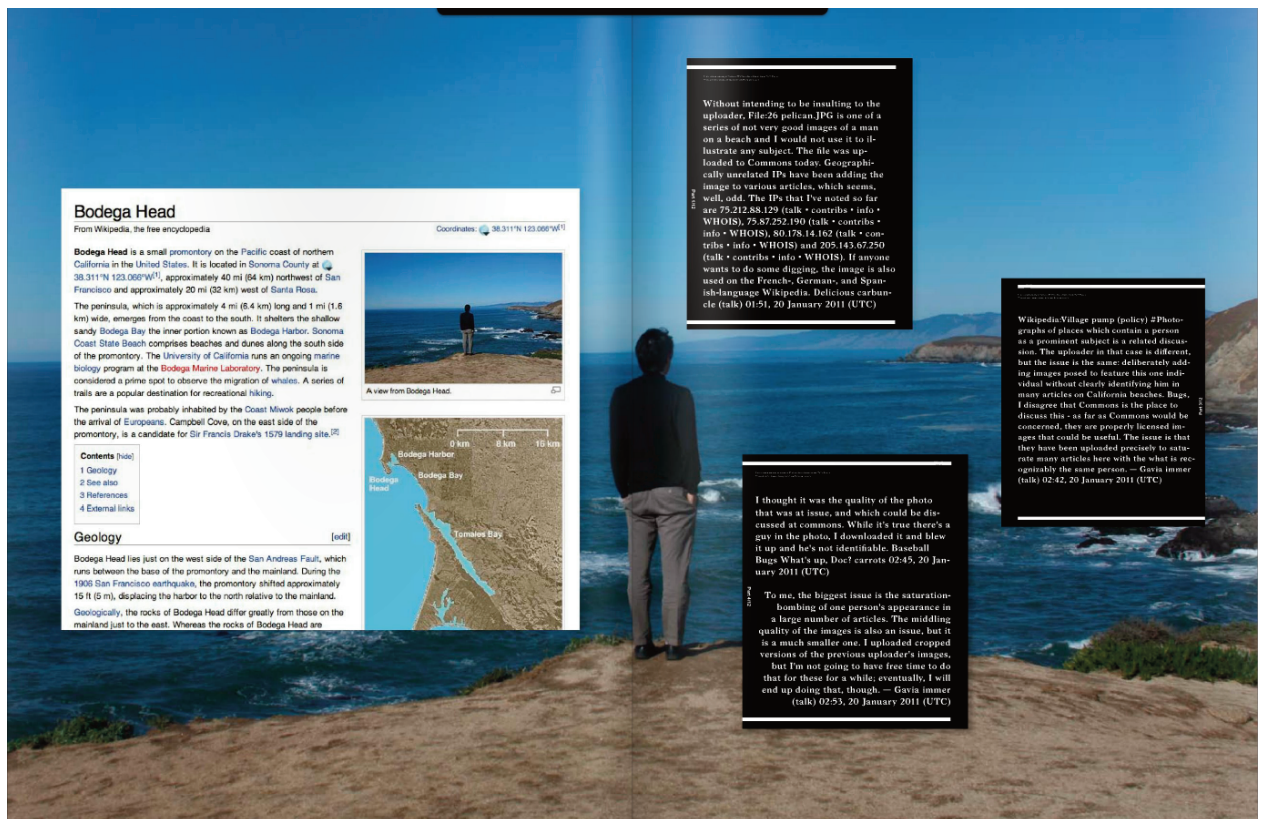 Bodega Head
From Wikipedia, the free encyclopedia
Coordinates: 38.311°N 123.066°W[1]
Bodega Head is a small promontory on the Pacific coast of northern
California in the United States. It is located in Sonoma County at
38.311°N 123.066°W[1], approximately 40 mi (64 km) northwest of San
Francisco and approximately 20 mi (32 km) west of Santa Rosa.
The peninsula, which is approximately 4 mi (6.4 km) long and 1 mi (1.6
km) wide, emerges from the coast to the south. It shelters the shallow
sandy Bodega Bay the inner portion known as Bodega Harbor. Sonoma
Coast State Beach comprises beaches and dunes along the south side
of the promontory. The University of California runs an ongoing marine
biology program at the Bodega Marine Laboratory. The peninsula is
considered a prime spot to observe the migration of whales. A series of
trails are a popular destination for recreational hiking.
The peninsula was probably inhabited by the Coast Miwok people before
the arrival of Europeans. Campbell Cove, on the east side of the
promontory, is a candidate for Sir Francis Drake's 1579 landing site.[2]
Contents [hide]
1 Geology
2 See also
3 References
4 External links
Geology
[edit]
Bodega Head lies just on the west side of the San Andreas Fault, which
runs between the base of the promontory and the mainland. During the
1906 San Francisco earthquake, the promontory shifted approximately
15 ft (5 m), displacing the harbor to the north relative to the mainland.
Geologically, the rocks of Bodega Head differ greatly from those on the
mainland just to the east. Whereas the rocks of Bodega Head are
A view from Bodega Head.
0 km 8 km 16 km
Bodega Harbor
Bodega Bay
Bodega
Head
Tomales Bay
Without intending to be insulting to the
uploader, File:26 pelican.JPG is one of a
series of not very good images of a man
on a beach and I would not use it to il-
lustrate any subject. The file was up-
loaded to Commons today. Geographi-
cally unrelated IPs have been adding the
image to various articles, which seems,
well, odd. The IPs that I've noted so far
are 75.212.88.129 (talk • contribs • info •
WHOIS), 75.87.252.190 (talk • contribs •
info • WHOIS), 80.178.14.162 (talk • con-
tribs • info • WHOIS) and 205.143.67.250
(talk • contribs • info • WHOIS). If anyone
wants to do some digging, the image is also
used on the French-, German-, and Span-
ish-language Wikipedia. Delicious carbun-
cle (talk) 01:51, 20 January 2011 (UTC)
Wikipedia:Village pump (policy) #Photo-
graphs of places which contain a person
as a prominent subject is a related discus-
sion. The uploader in that case is different,
but the issue is the same: deliberately add-
ing images posed to feature this one indi-
vidual without clearly identifying him in
many articles on California beaches. Bugs,
I disagree that Commons is the place to
discuss this - as far as Commons would be
concerned, they are properly licensed im-
ages that could be useful. The issue is that
they have been uploaded precisely to satu-
rate many articles here with the what is rec-
ognizably the same person. — Gavia immer
(talk) 02:42, 20 January 2011 (UTC)
I thought it was the quality of the photo
that was at issue, and which could be dis-
cussed at commons. While it's true there's a
guy in the photo, I downloaded it and blew
it up and he's not identifiable. Baseball
Bugs What's up, Doc? carrots 02:45, 20 Jan-
uary 2011 (UTC)
To me, the biggest issue is the saturation-
bombing of one person's appearance in
a large number of articles. The middling
quality of the images is also an issue, but it
is a much smaller one. I uploaded cropped
versions of the previous uploader's images,
but I'm not going to have free time to do
that for these for a while; eventually, I will
end up doing that, though. — Gavia immer
(talk) 02:53, 20 January 2011 (UTC)